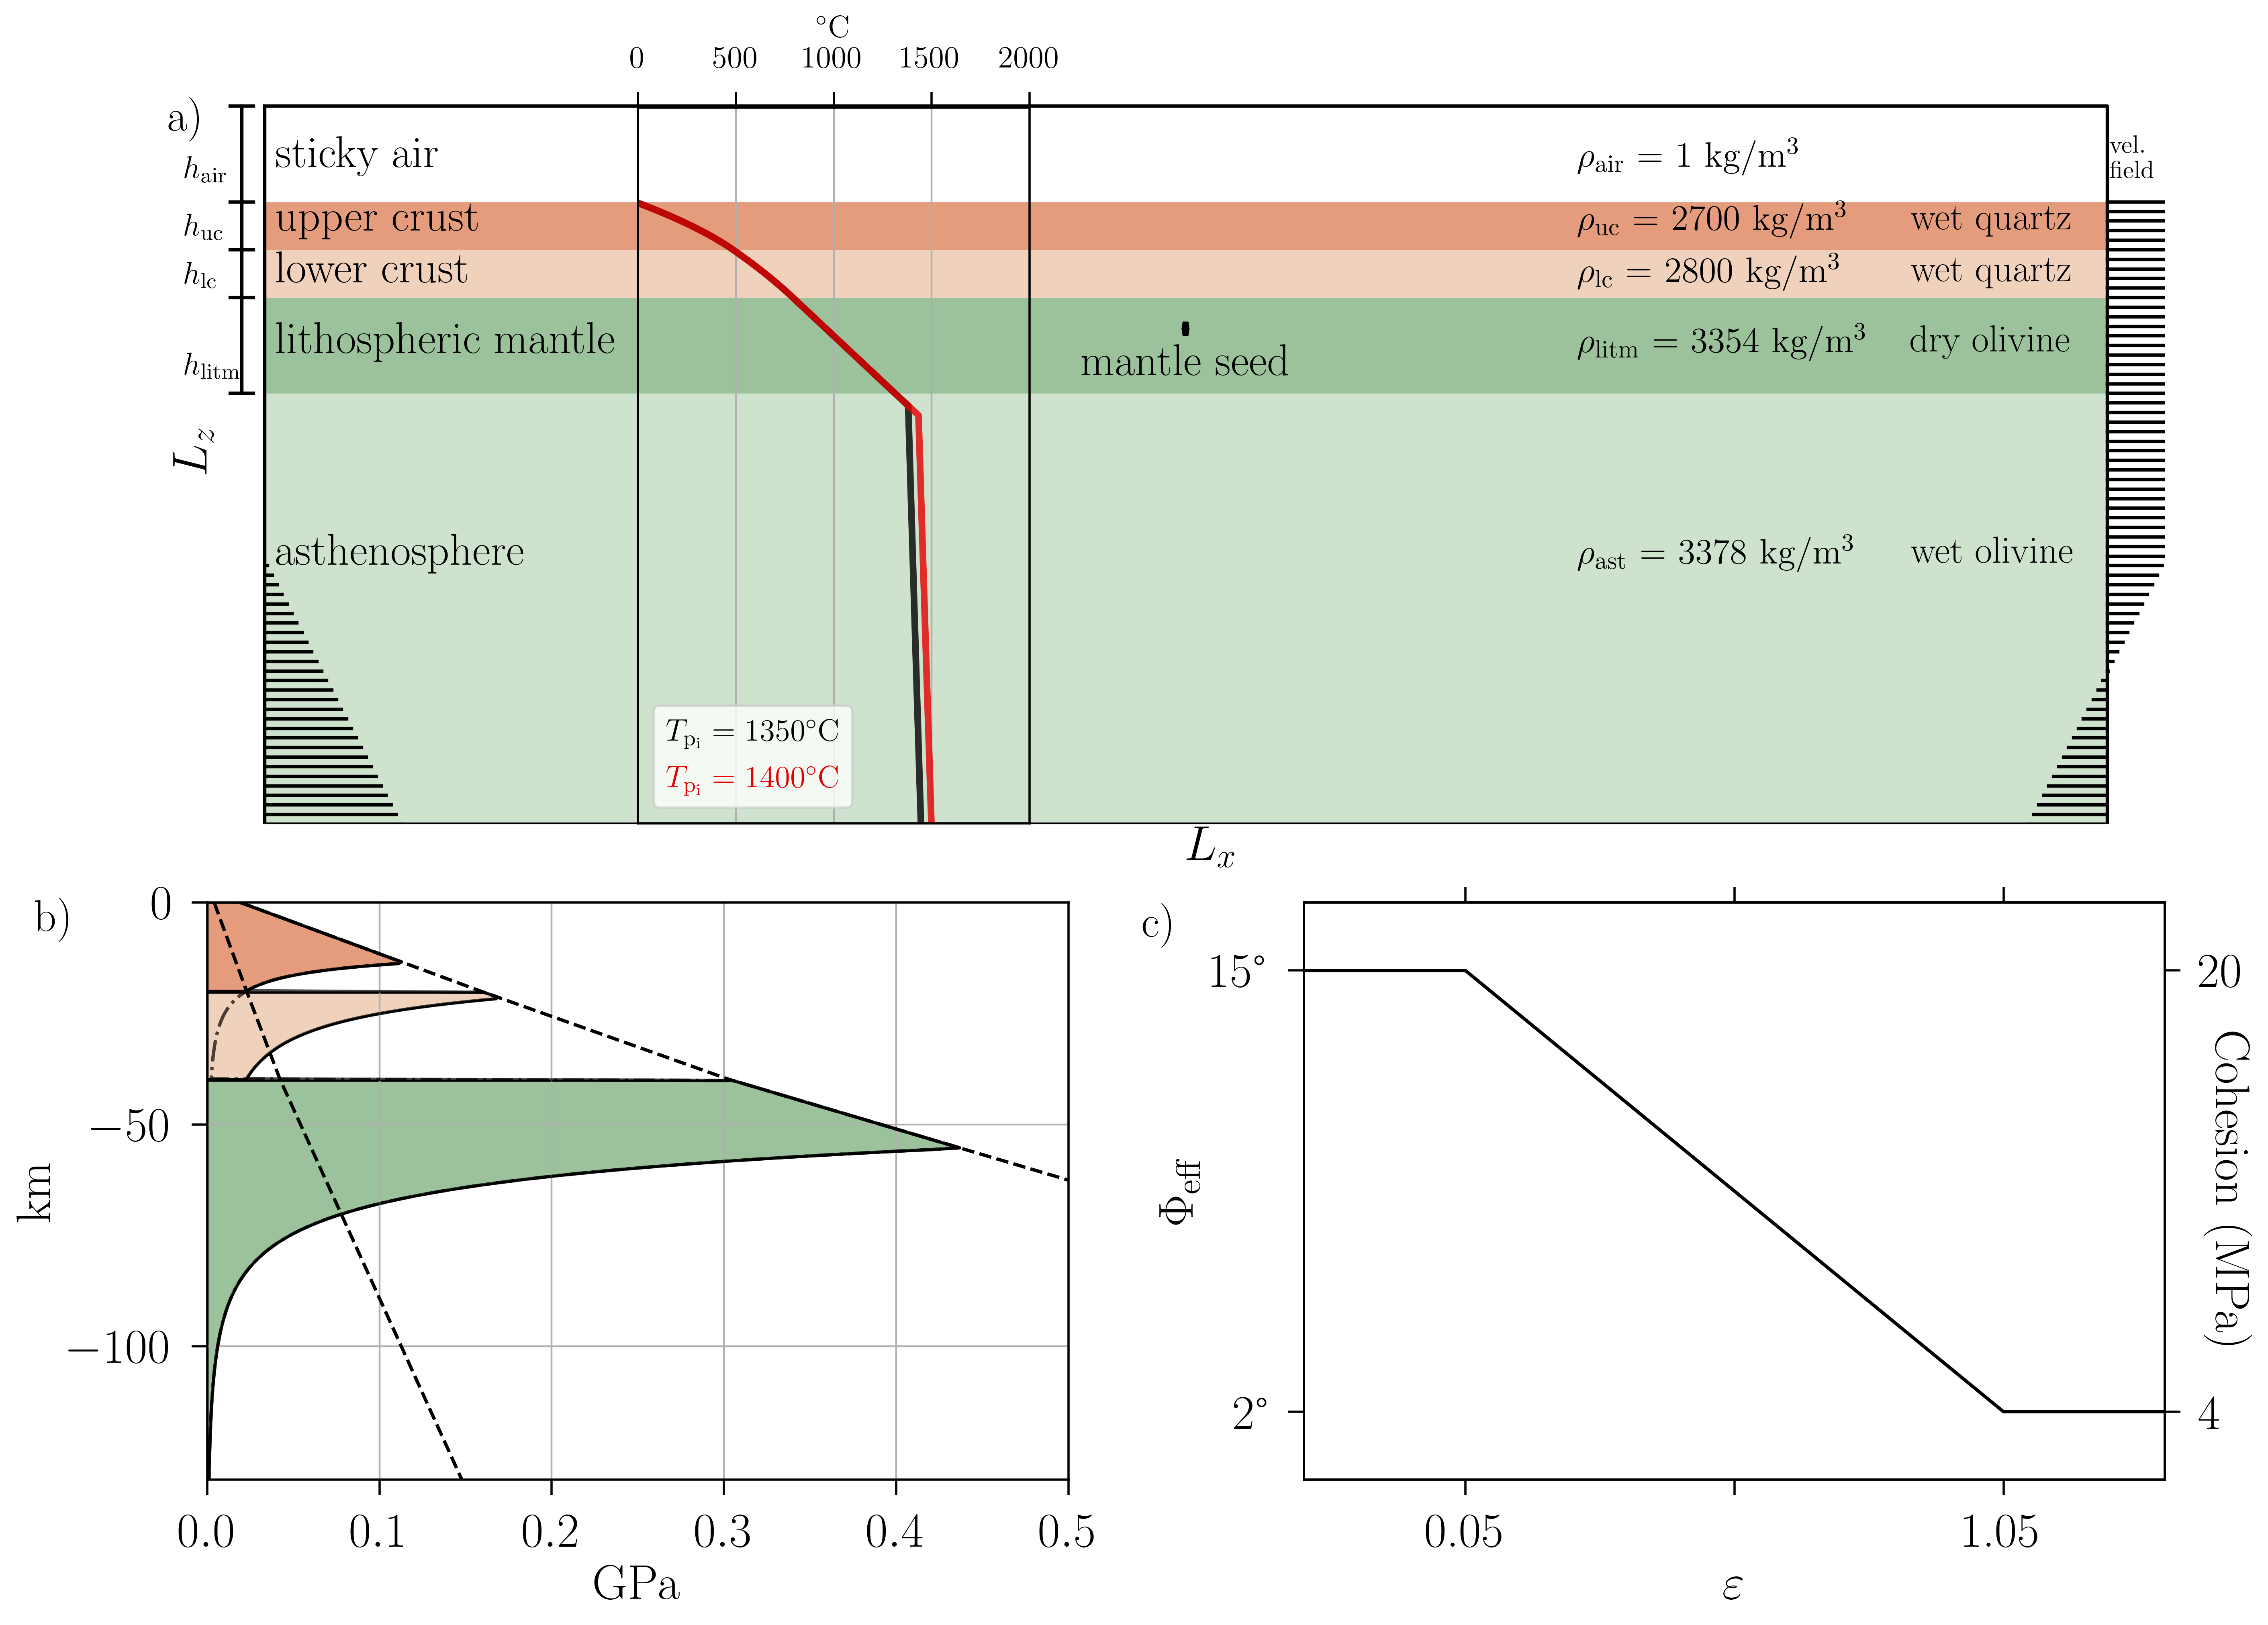 °C
0 500 1000 1500 2000
a)
sticky air
ρair = 1 kg/m³
vel.
field
hair
upper crust
ρuc = 2700 kg/m³ wet quartz
huc
lower crust
ρlc = 2800 kg/m³ wet quartz
hlc
lithospheric mantle
ρlitm = 3354 kg/m³ dry olivine
mantle seed
hlitm
Lz
asthenosphere
ρast = 3378 kg/m³ wet olivine
Tpi = 1350°C
Tpi = 1400°C
Lx
b)
0
−50
−100
km
0.0 0.1 0.2 0.3 0.4 0.5
GPa
c)
15°
2°
Φeff
20
4
Cohesion (MPa)
0.05 1.05
ε